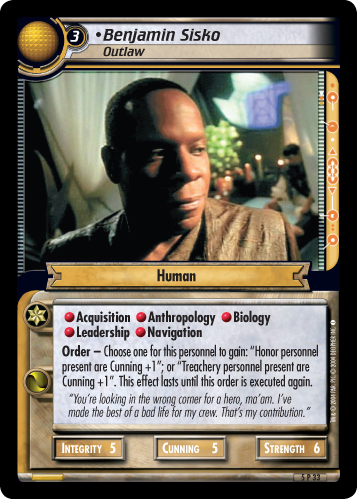 3
•Benjamin Sisko
Outlaw
Human
Acquisition Anthropology Biology
Leadership Navigation
Order – Choose one for this personnel to gain: "Honor personnel
present are Cunning +1"; or "Treachery personnel present are
Cunning +1". This effect lasts until this order is executed again.
"You're looking in the wrong corner for a hero, ma'am. I've
made the best of a bad life for my crew. That's my contribution."
INTEGRITY 5 CUNNING 5 STRENGTH 6
5 P 33